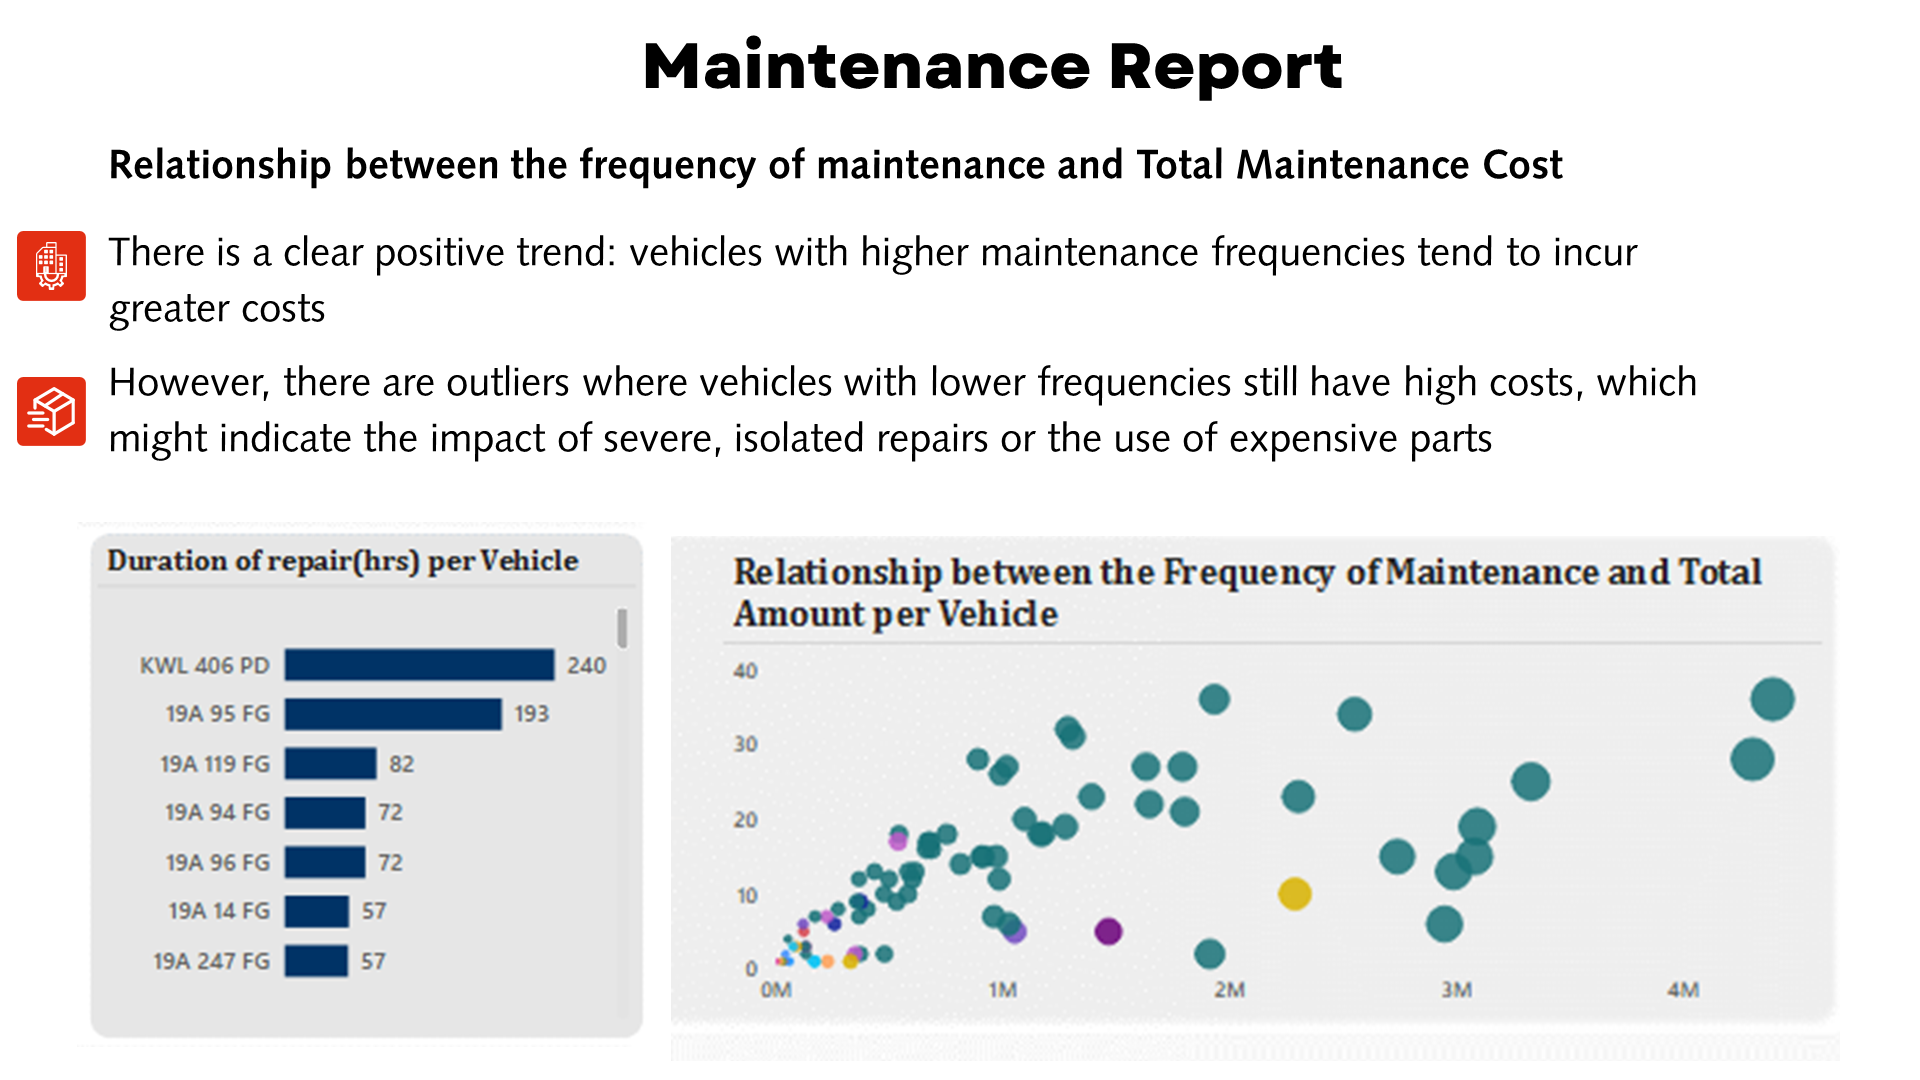 Maintenance Report
Relationship between the frequency of maintenance and Total Maintenance Cost
There is a clear positive trend: vehicles with higher maintenance frequencies tend to incur
greater costs
However, there are outliers where vehicles with lower frequencies still have high costs, which
might indicate the impact of severe, isolated repairs or the use of expensive parts
Duration of repair(hrs) per Vehicle
KWL 406 PD 240
19A 95 FG 193
19A 119 FG 82
19A 94 FG 72
19A 96 FG 72
19A 14 FG 57
19A 247 FG 57
Relationship between the Frequency of Maintenance and Total
Amount per Vehicle
40
30
20
10
0
0M 1M 2M 3M 4M